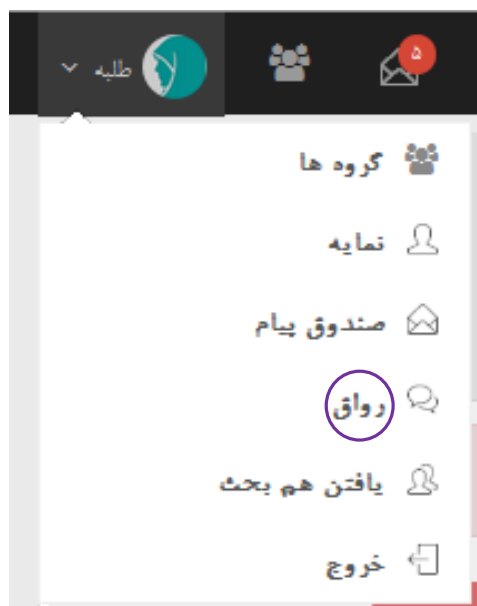 ۵
طلبه
گروه ها
نمایه
صندوق پیام
رواق
یافتن هم بحث
خروج